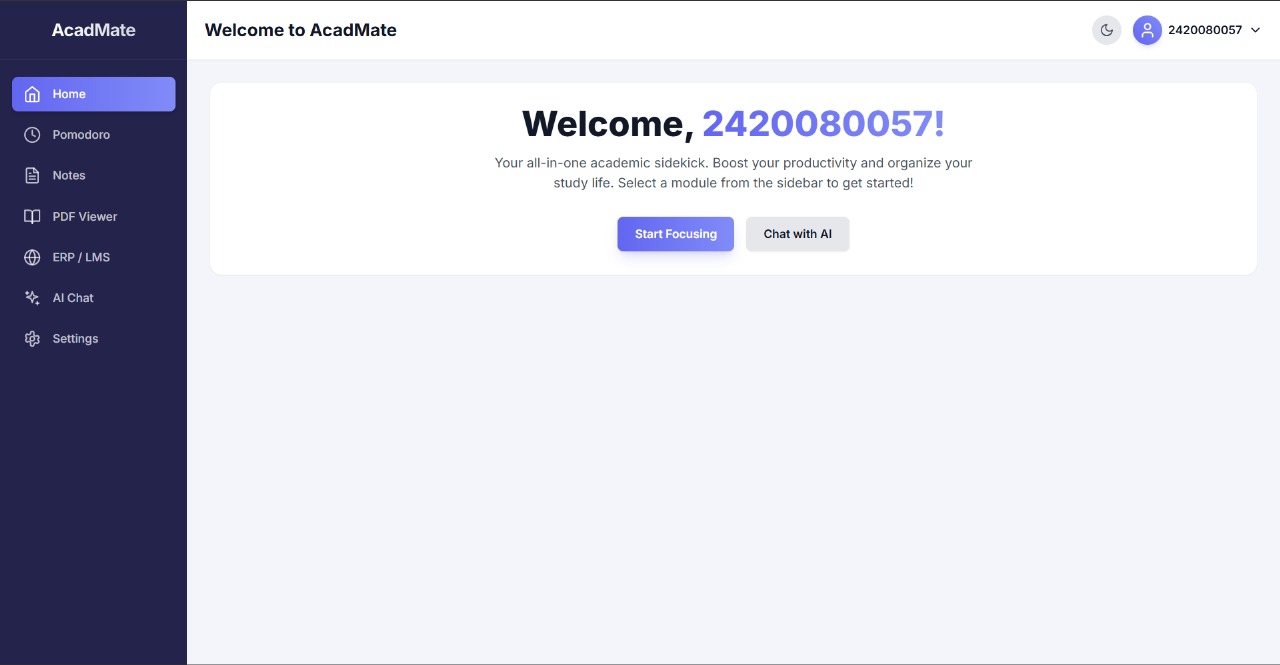 AcadMate
Home
Pomodoro
Notes
PDF Viewer
ERP / LMS
AI Chat
Settings
Welcome to AcadMate
2420080057
Welcome, 2420080057!
Your all-in-one academic sidekick. Boost your productivity and organize your
study life. Select a module from the sidebar to get started!
Start Focusing
Chat with AI